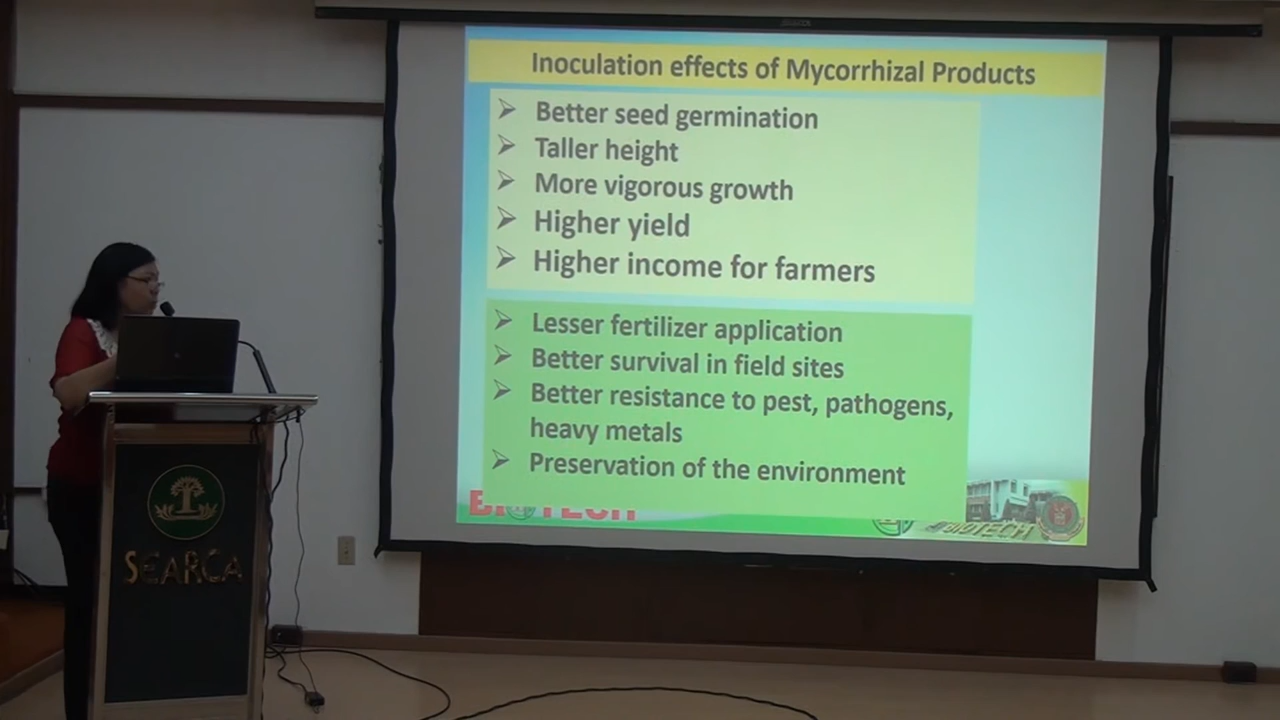 Inoculation effects of Mycorrhizal Products
Better seed germination
Taller height
More vigorous growth
Higher yield
Higher income for farmers
Lesser fertilizer application
Better survival in field sites
Better resistance to pest, pathogens,
heavy metals
Preservation of the environment
BIOTECH
BIOTECH
SEARCA